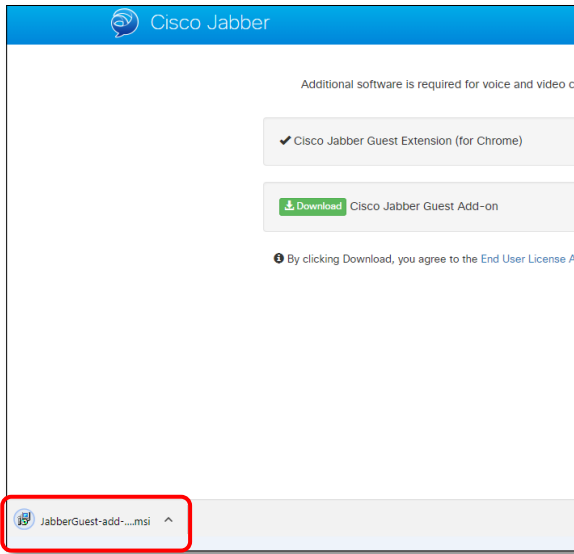 Cisco Jabber
Additional software is required for voice and video c
Cisco Jabber Guest Extension (for Chrome)
Download Cisco Jabber Guest Add-on
By clicking Download, you agree to the End User License A
JabberGuest-add-....msi